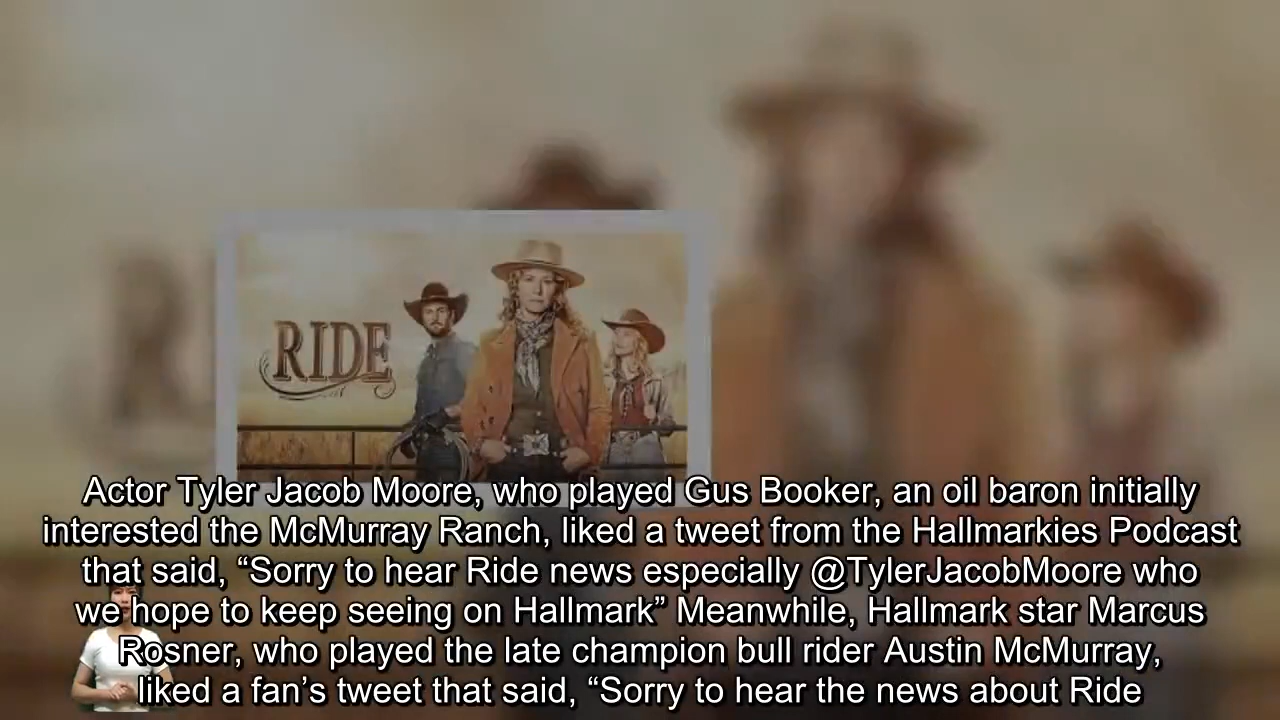 RIDE
Actor Tyler Jacob Moore, who played Gus Booker, an oil baron initially
interested the McMurray Ranch, liked a tweet from the Hallmarkies Podcast
that said, “Sorry to hear Ride news especially @TylerJacobMoore who
we hope to keep seeing on Hallmark” Meanwhile, Hallmark star Marcus
Rosner, who played the late champion bull rider Austin McMurray,
liked a fan’s tweet that said, “Sorry to hear the news about Ride